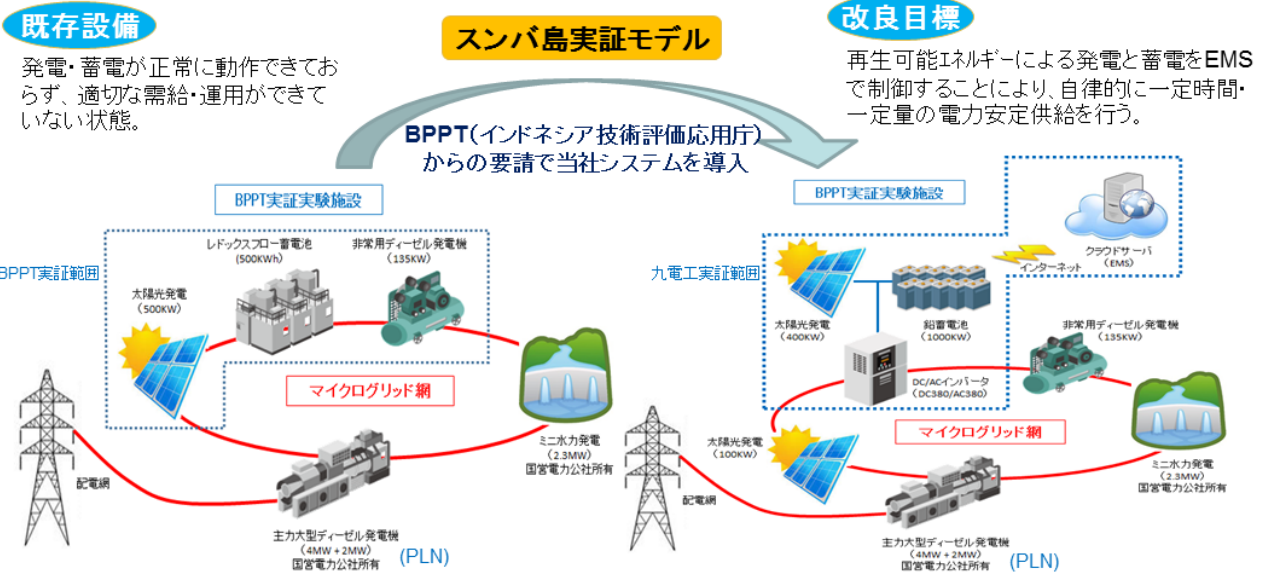 既存設備
発電・蓄電が正常に動作できてお
らず、適切な需給・運用ができて
いない状態。
スンバ島実証モデル
BPPT（インドネシア技術評価応用庁）
からの要請で当社システムを導入
改良目標
再生可能エネルギーによる発電と蓄電をEMS
で制御することにより、自律的に一定時間・
一定量の電力安定供給を行う。
BPPT実証実験施設
BPPT実証範囲
レドックスフロー蓄電池
(500KWh)
非常用ディーゼル発電機
（135KW）
太陽光発電
（500KW）
マイクログリッド網
ミニ水力発電
（2.3MW）
国営電力公社所有
配電網
主力大型ディーゼル発電機
（4MW + 2MW）
国営電力公社所有
(PLN)
BPPT実証実験施設
九電工実証範囲
クラウドサーバ
（EMS）
インターネット
太陽光発電
（400KW）
鉛蓄電池
（1000KW）
非常用ディーゼル発電機
（135KW）
DC/ACインバータ
（DC380/AC380）
マイクログリッド網
太陽光発電
（100KW）
ミニ水力発電
（2.3MW）
国営電力公社所有
配電網
主力大型ディーゼル発電機
（4MW + 2MW）
国営電力公社所有
(PLN)